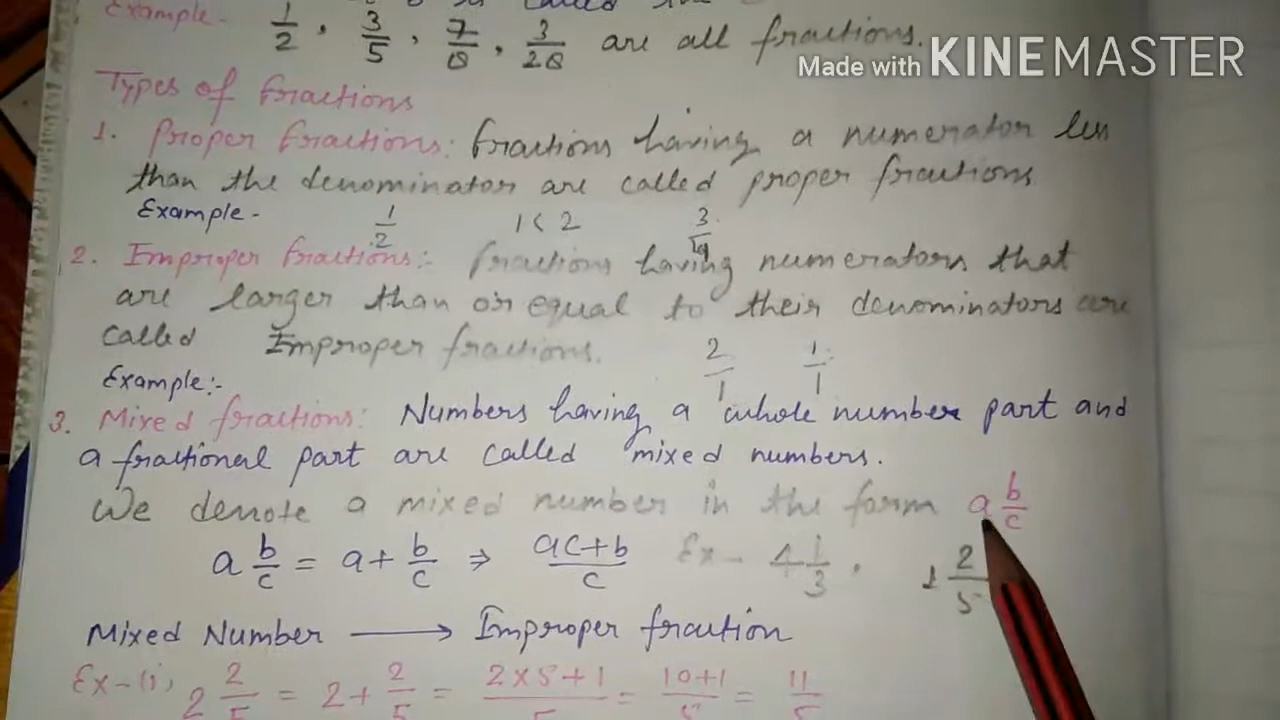 Example-
1/2, 3/5, 7/8, 3/20 are all fractions.
Made with KINEMASTER
Types of fractions
1. Proper fractions: fractions having a numerator less
than the denominator are called proper fractions
Example- 1/2 1<2 3/
2. Improper fractions:- fractions having numerators that
are larger than or equal to their denominators are
called Improper fractions.
Example:- 2/1 1/1
3. Mixed fractions: Numbers having a whole number part and
a fractional part are called mixed numbers.
We denote a mixed number in the form a b/c
a b/c = a + b/c ⇒ ac+b/c Ex- 4 1/3, 1 2/5
Mixed Number → Improper fraction
Ex-(i) 2 2/5 = 2 + 2/5 = 2×5+1/5 = 10+1/5 = 11/5